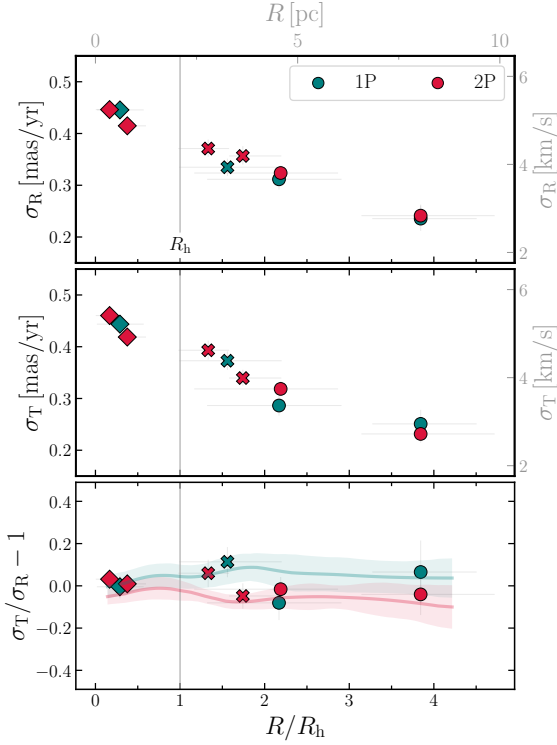 R [pc]
0 5 10
1P 2P
0.5
0.4
0.3
0.2
σR [mas/yr]
Rh
6
4
2
σR [km/s]
0.5
0.4
0.3
0.2
σT [mas/yr]
6
4
2
σT [km/s]
0.4
0.2
0.0
−0.2
−0.4
σT/σR − 1
0 1 2 3 4
R/Rh